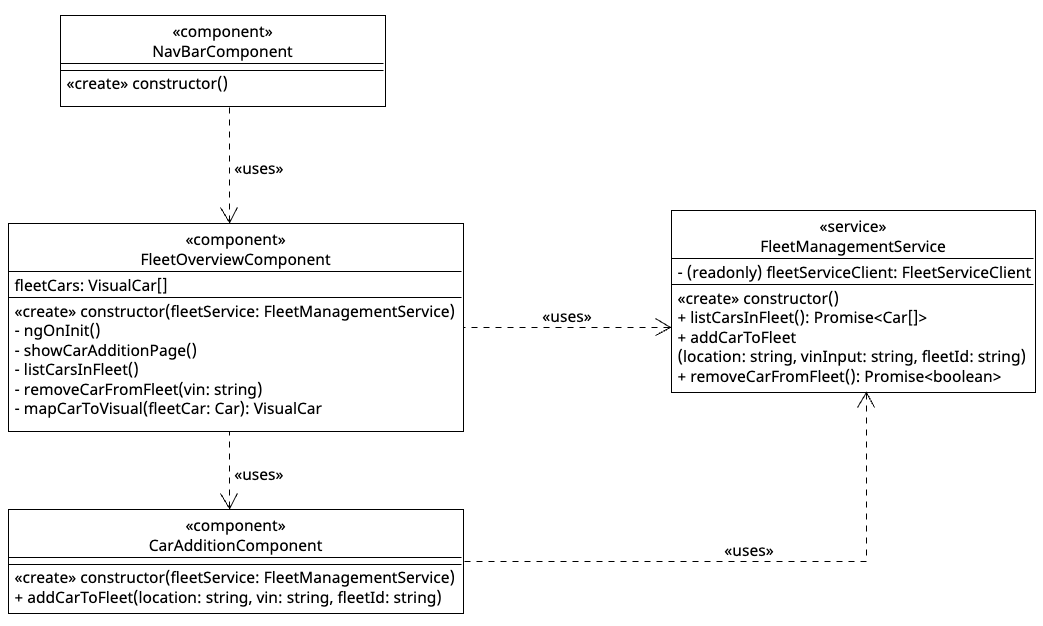 «component»
NavBarComponent
«create» constructor()
«uses»
«component»
FleetOverviewComponent
fleetCars: VisualCar[]
«create» constructor(fleetService: FleetManagementService)
- ngOnInit()
- showCarAdditionPage()
- listCarsInFleet()
- removeCarFromFleet(vin: string)
- mapCarToVisual(fleetCar: Car): VisualCar
«uses»
«service»
FleetManagementService
- (readonly) fleetServiceClient: FleetServiceClient
«create» constructor()
+ listCarsInFleet(): Promise<Car[]>
+ addCarToFleet
(location: string, vinInput: string, fleetId: string)
+ removeCarFromFleet(): Promise<boolean>
«uses»
«component»
CarAdditionComponent
«create» constructor(fleetService: FleetManagementService)
+ addCarToFleet(location: string, vin: string, fleetId: string)
«uses»